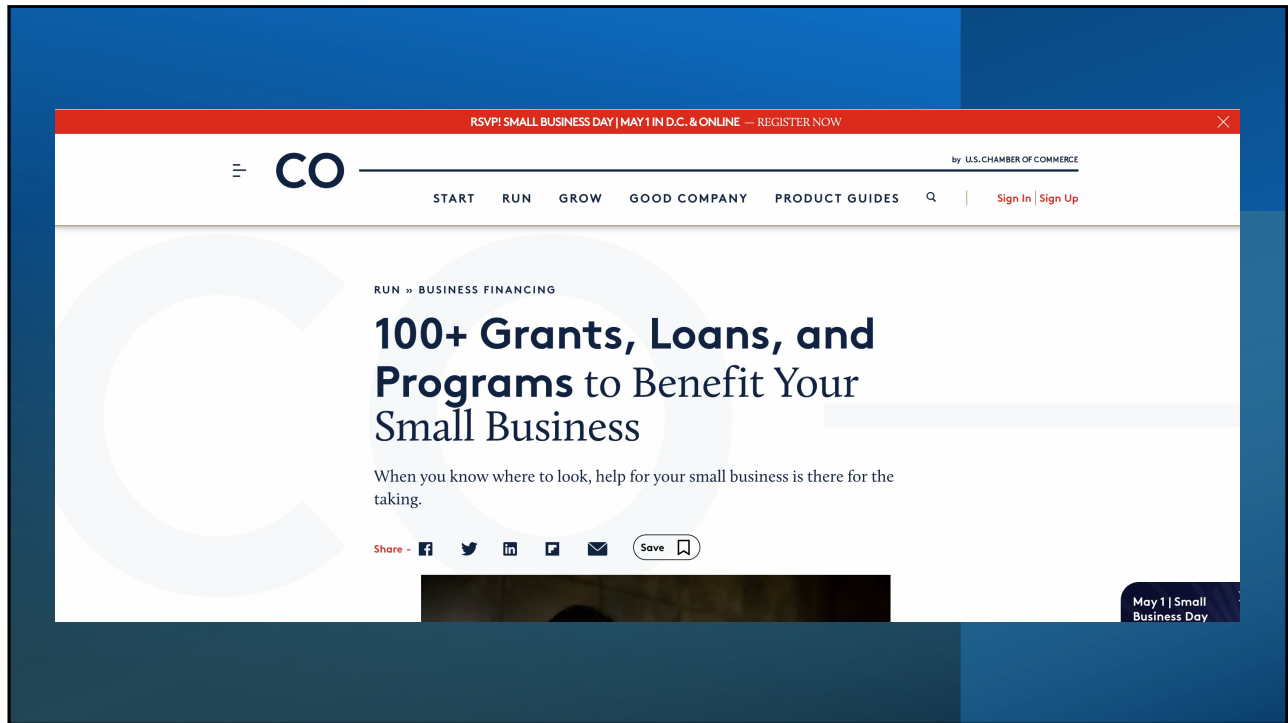 RSVP! SMALL BUSINESS DAY | MAY 1 IN D.C. & ONLINE — REGISTER NOW
CO
by U.S. CHAMBER OF COMMERCE
START RUN GROW GOOD COMPANY PRODUCT GUIDES
Sign In | Sign Up
RUN » BUSINESS FINANCING
100+ Grants, Loans, and
Programs to Benefit Your
Small Business
When you know where to look, help for your small business is there for the
taking.
Share -
Save
May 1 | Small
Business Day